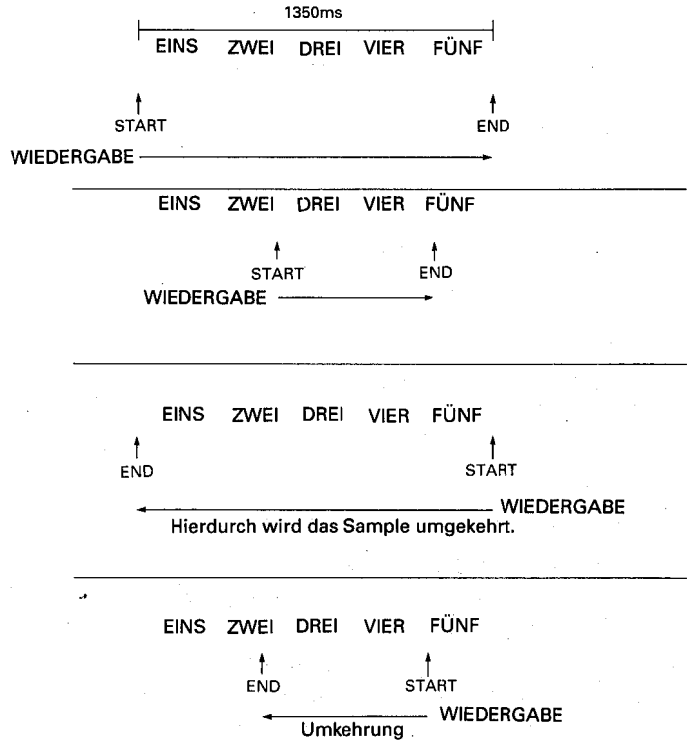 1350ms
EINS ZWEI DREI VIER FÜNF
START END
WIEDERGABE
EINS ZWEI DREI VIER FÜNF
START END
WIEDERGABE
EINS ZWEI DREI VIER FÜNF
END START
WIEDERGABE
Hierdurch wird das Sample umgekehrt.
EINS ZWEI DREI VIER FÜNF
END START
WIEDERGABE
Umkehrung